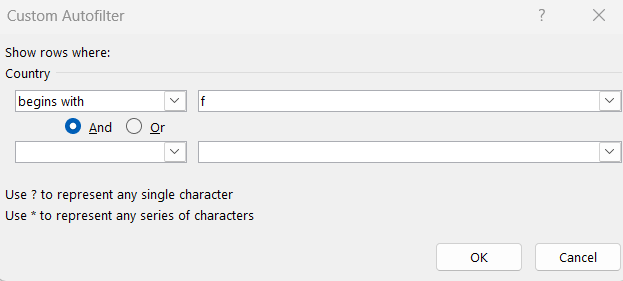 Custom Autofilter ?
Show rows where:
Country
begins with f
And Or
Use ? to represent any single character
Use * to represent any series of characters
OK Cancel